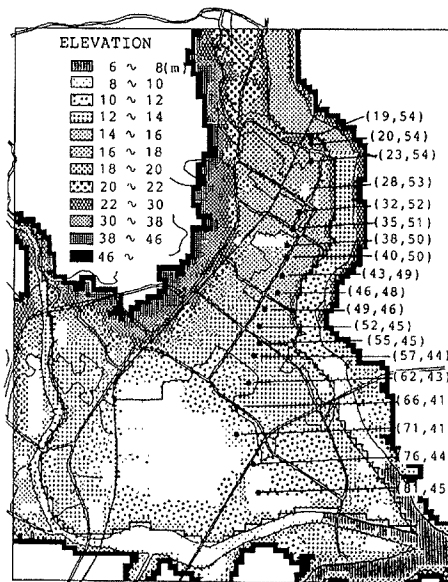 ELEVATION
6 ~ 8(m)
8 ~ 10
10 ~ 12
12 ~ 14
14 ~ 16
16 ~ 18
18 ~ 20
20 ~ 22
22 ~ 30
30 ~ 38
38 ~ 46
46 ~
(19,54)
(20,54)
(23,54)
(28,53)
(32,52)
(35,51)
(38,50)
(40,50)
(43,49)
(46,48)
(49,46)
(52,45)
(55,45)
(57,44)
(62,43)
(66,41
(71,41
(76,44
(81,45